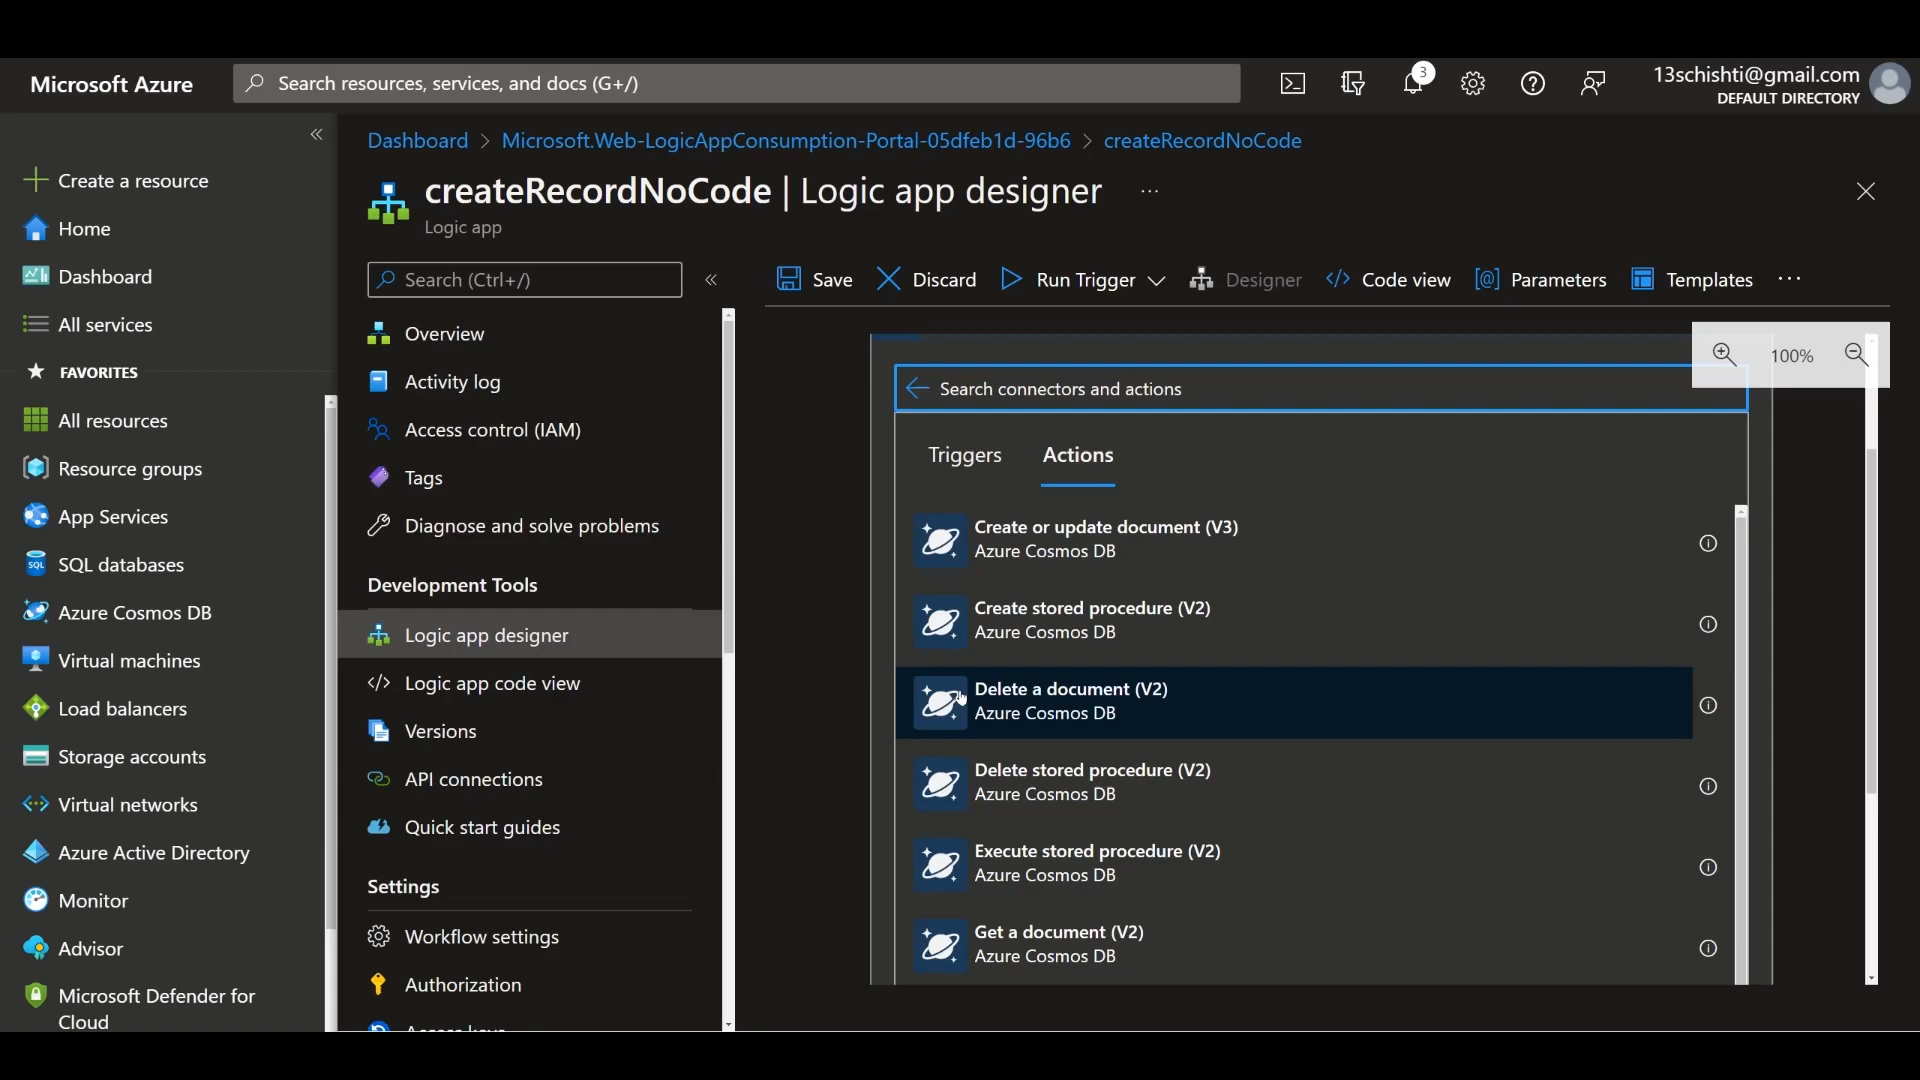 Microsoft Azure
Search resources, services, and docs (G+/)
3
13schishti@gmail.com
DEFAULT DIRECTORY
Create a resource
Home
Dashboard
All services
FAVORITES
All resources
Resource groups
App Services
SQL
SQL databases
Azure Cosmos DB
Virtual machines
Load balancers
Storage accounts
Virtual networks
Azure Active Directory
Monitor
Advisor
Microsoft Defender for
Cloud
Dashboard > Microsoft.Web-LogicAppConsumption-Portal-05dfeb1d-96b6 > createRecordNoCode
createRecordNoCode | Logic app designer ...
Logic app
Search (Ctrl+/)
Overview
Activity log
Access control (IAM)
Tags
Diagnose and solve problems
Development Tools
Logic app designer
Logic app code view
Versions
API connections
Quick start guides
Settings
Workflow settings
Authorization
Access keys
Save
Discard
Run Trigger
Designer
Code view
Parameters
Templates
...
100%
Search connectors and actions
Triggers
Actions
Create or update document (V3)
Azure Cosmos DB
Create stored procedure (V2)
Azure Cosmos DB
Delete a document (V2)
Azure Cosmos DB
Delete stored procedure (V2)
Azure Cosmos DB
Execute stored procedure (V2)
Azure Cosmos DB
Get a document (V2)
Azure Cosmos DB